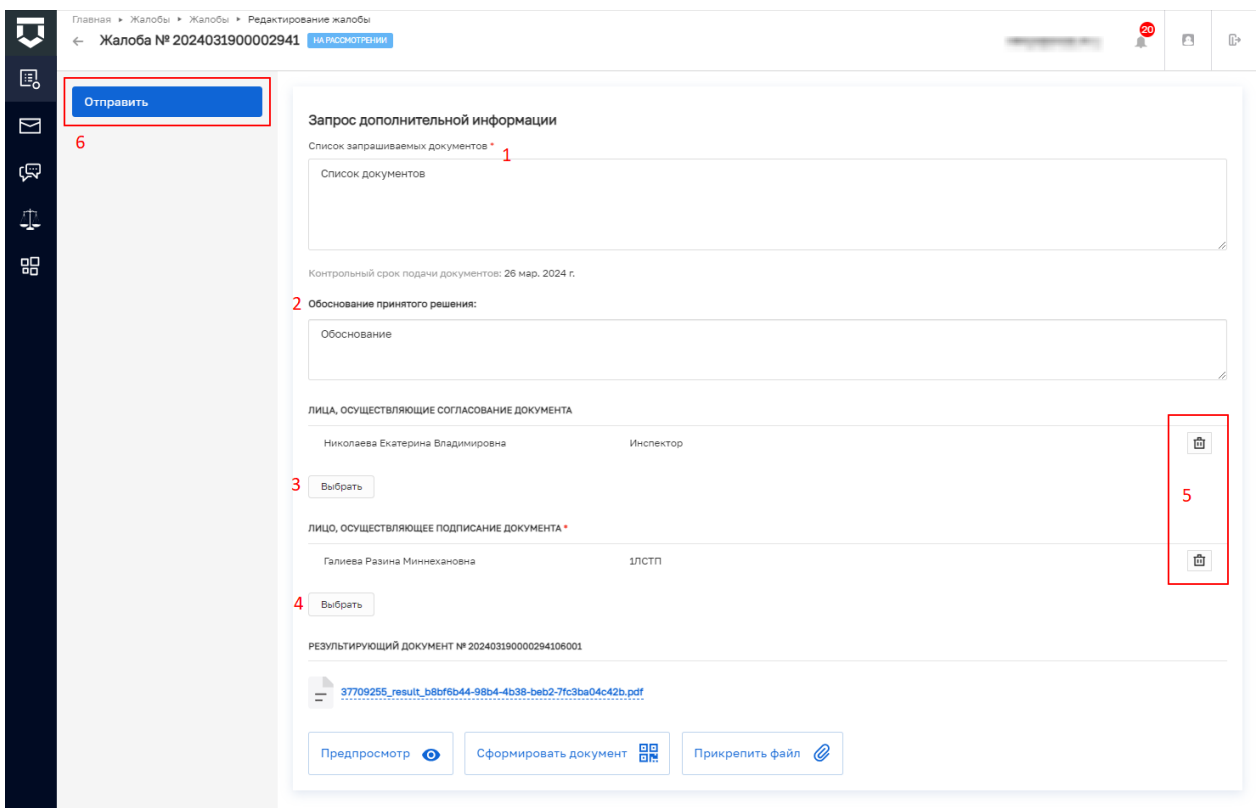 Главная ▸ Жалобы ▸ Жалобы ▸ Редактирование жалобы
← Жалоба № 2024031900002941 НА РАССМОТРЕНИИ
20
Отправить
6
Запрос дополнительной информации
Список запрашиваемых документов *
1
Список документов
Контрольный срок подачи документов: 26 мар. 2024 г.
2 Обоснование принятого решения:
Обоснование
ЛИЦА, ОСУЩЕСТВЛЯЮЩИЕ СОГЛАСОВАНИЕ ДОКУМЕНТА
Николаева Екатерина Владимировна Инспектор
3 Выбрать
5
ЛИЦО, ОСУЩЕСТВЛЯЮЩЕЕ ПОДПИСАНИЕ ДОКУМЕНТА *
Галиева Разина Миннехановна 1ЛСТП
4 Выбрать
РЕЗУЛЬТИРУЮЩИЙ ДОКУМЕНТ № 202403190000294106001
37709255_result_b8bf6b44-98b4-4b38-beb2-7fc3ba04c42b.pdf
Предпросмотр Сформировать документ Прикрепить файл